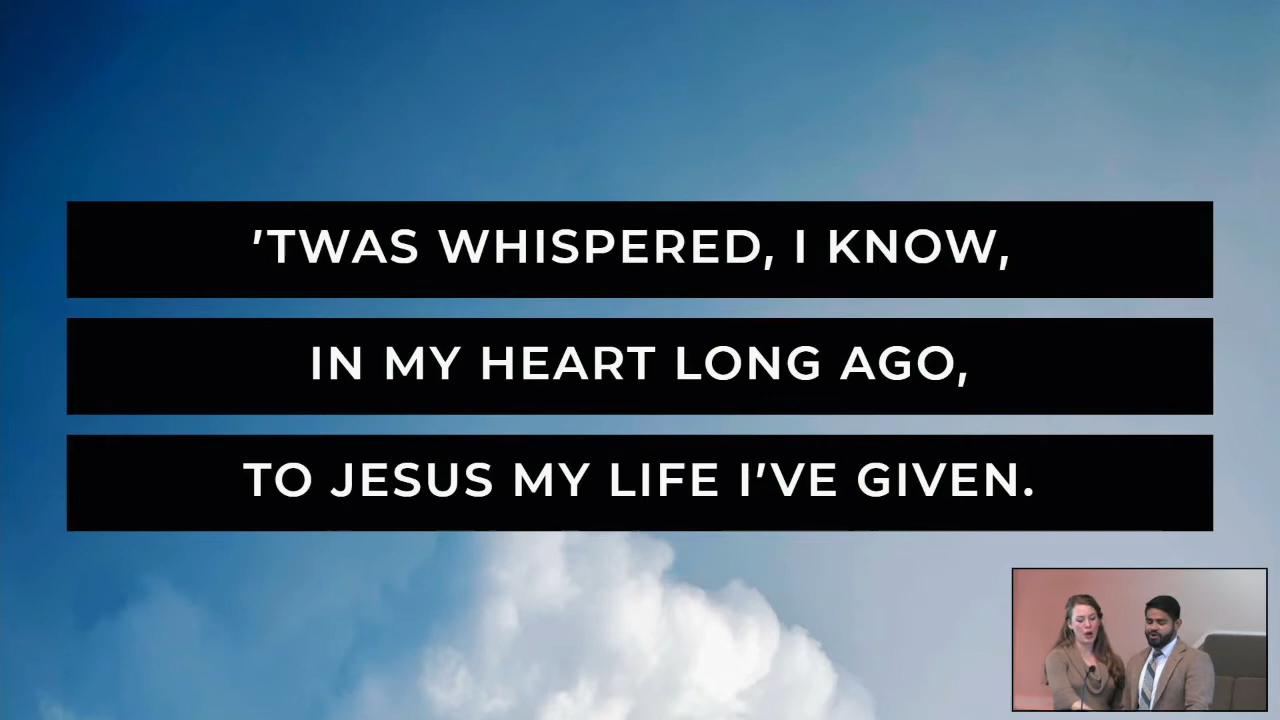 'TWAS WHISPERED, I KNOW,
IN MY HEART LONG AGO,
TO JESUS MY LIFE I'VE GIVEN.